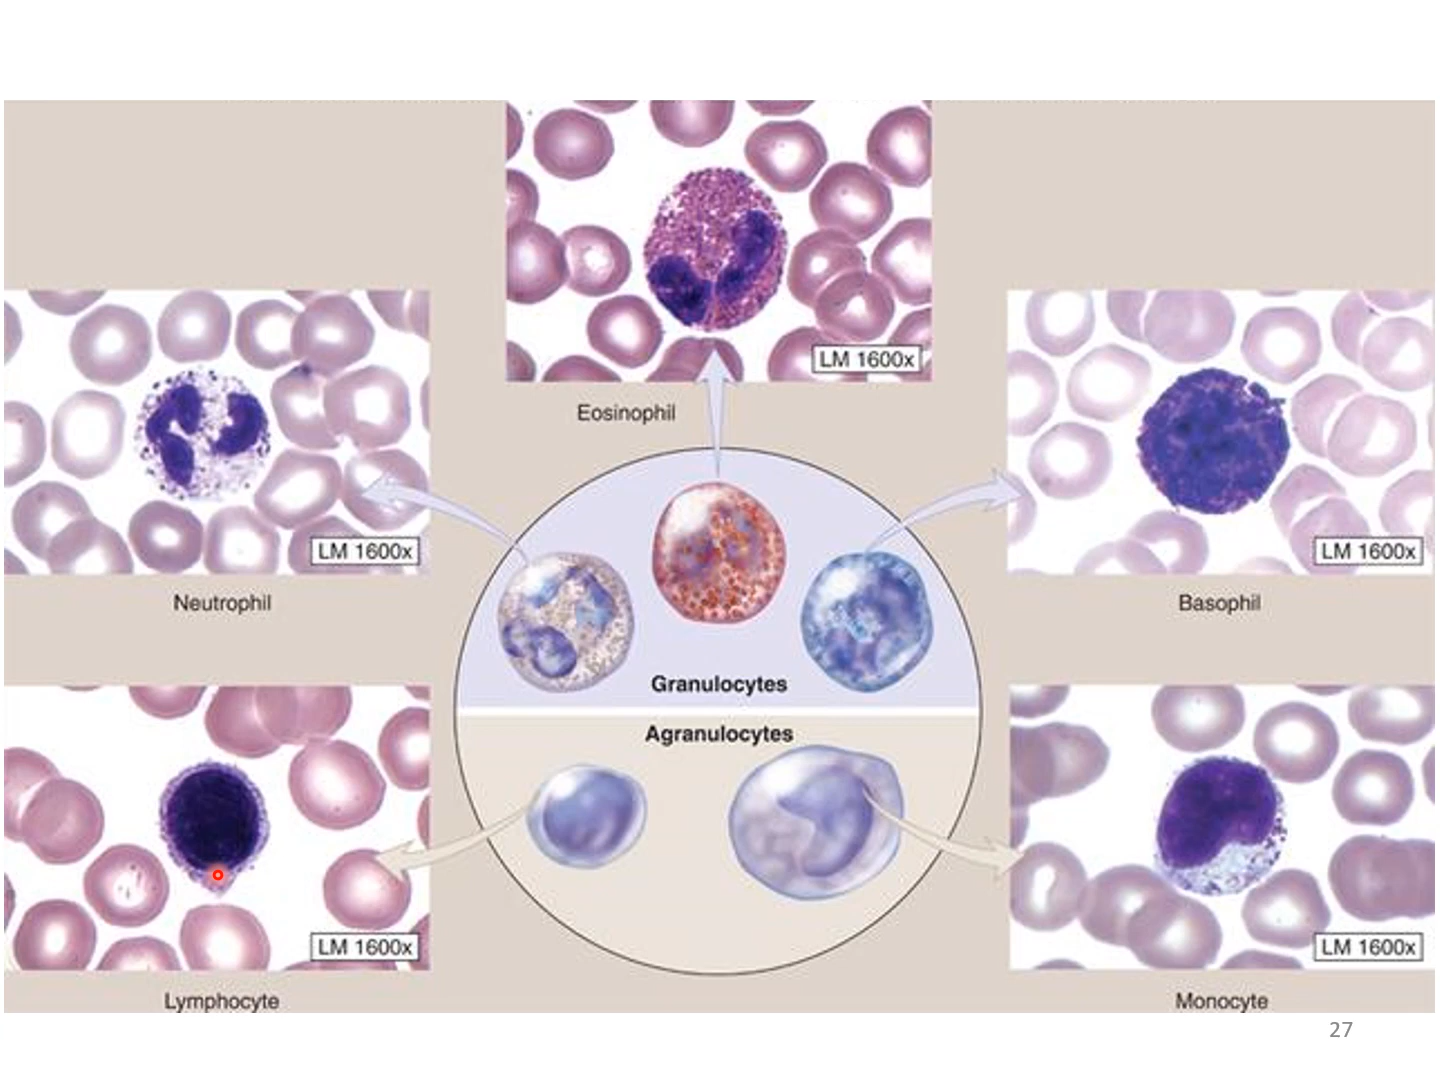 LM 1600x
Eosinophil
LM 1600x
Neutrophil
LM 1600x
Basophil
Granulocytes
Agranulocytes
LM 1600x
Lymphocyte
LM 1600x
Monocyte
27